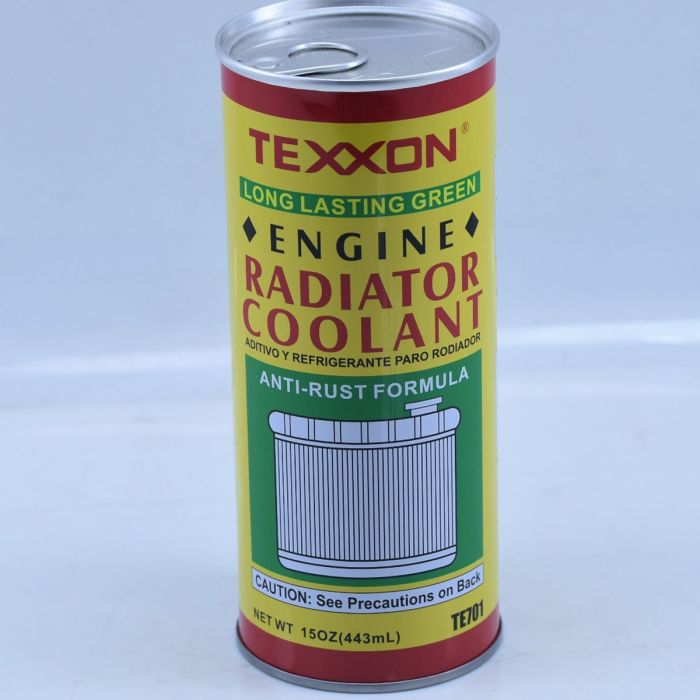 TEXXON®
LONG LASTING GREEN
ENGINE
RADIATOR
COOLANT
ADITIVO Y REFRIGERANTE PARO RODIADOR
ANTI-RUST FORMULA
CAUTION: See Precautions on Back
NET WT 15OZ(443mL)
TE701